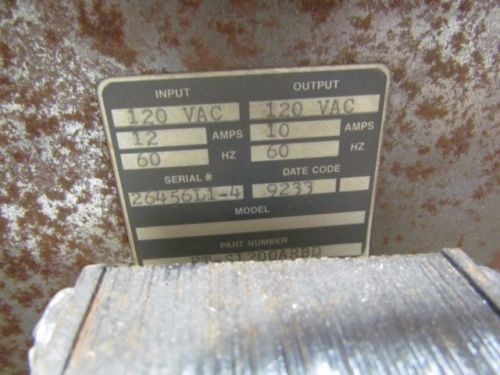 INPUT OUTPUT
120 VAC 120 VAC
12 AMPS 10 AMPS
60 HZ 60 HZ
SERIAL # DATE CODE
26456L1-4 9233
MODEL
PART NUMBER